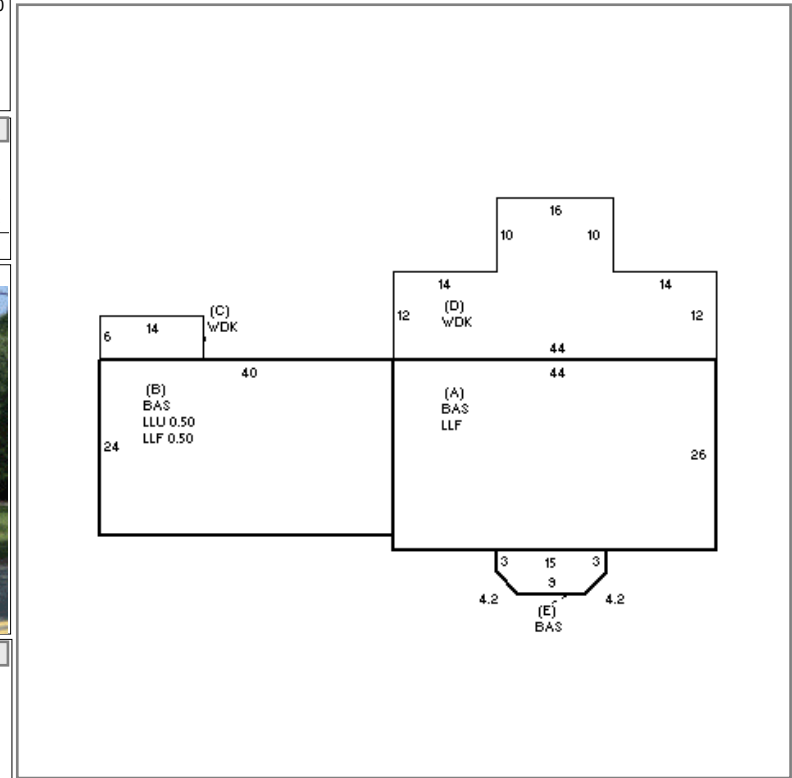 16
10 10
14 14
12 (D) 12
WDK
44
(C)
WDK
6 14
40 44
(B)
BAS
LLU 0.50
LLF 0.50
24
(A)
BAS
LLF
26
3 15 3
9
4.2 4.2
(E)
BAS